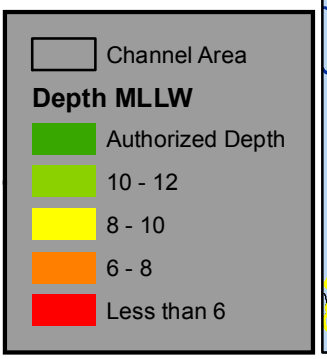 Channel Area
Depth MLLW
Authorized Depth
10 - 12
8 - 10
6 - 8
Less than 6